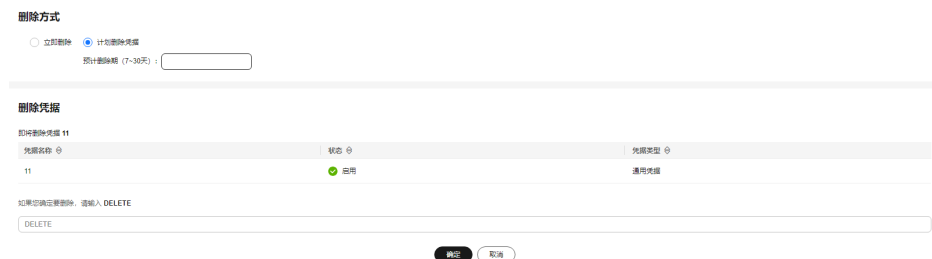 删除方式
立即删除 计划删除凭据
预计删除期（7~30天）：
删除凭据
即将删除凭据 11
凭据名称 状态 凭据类型
11 启用 通用凭据
如果您确定要删除，请输入 DELETE
DELETE
确定 取消